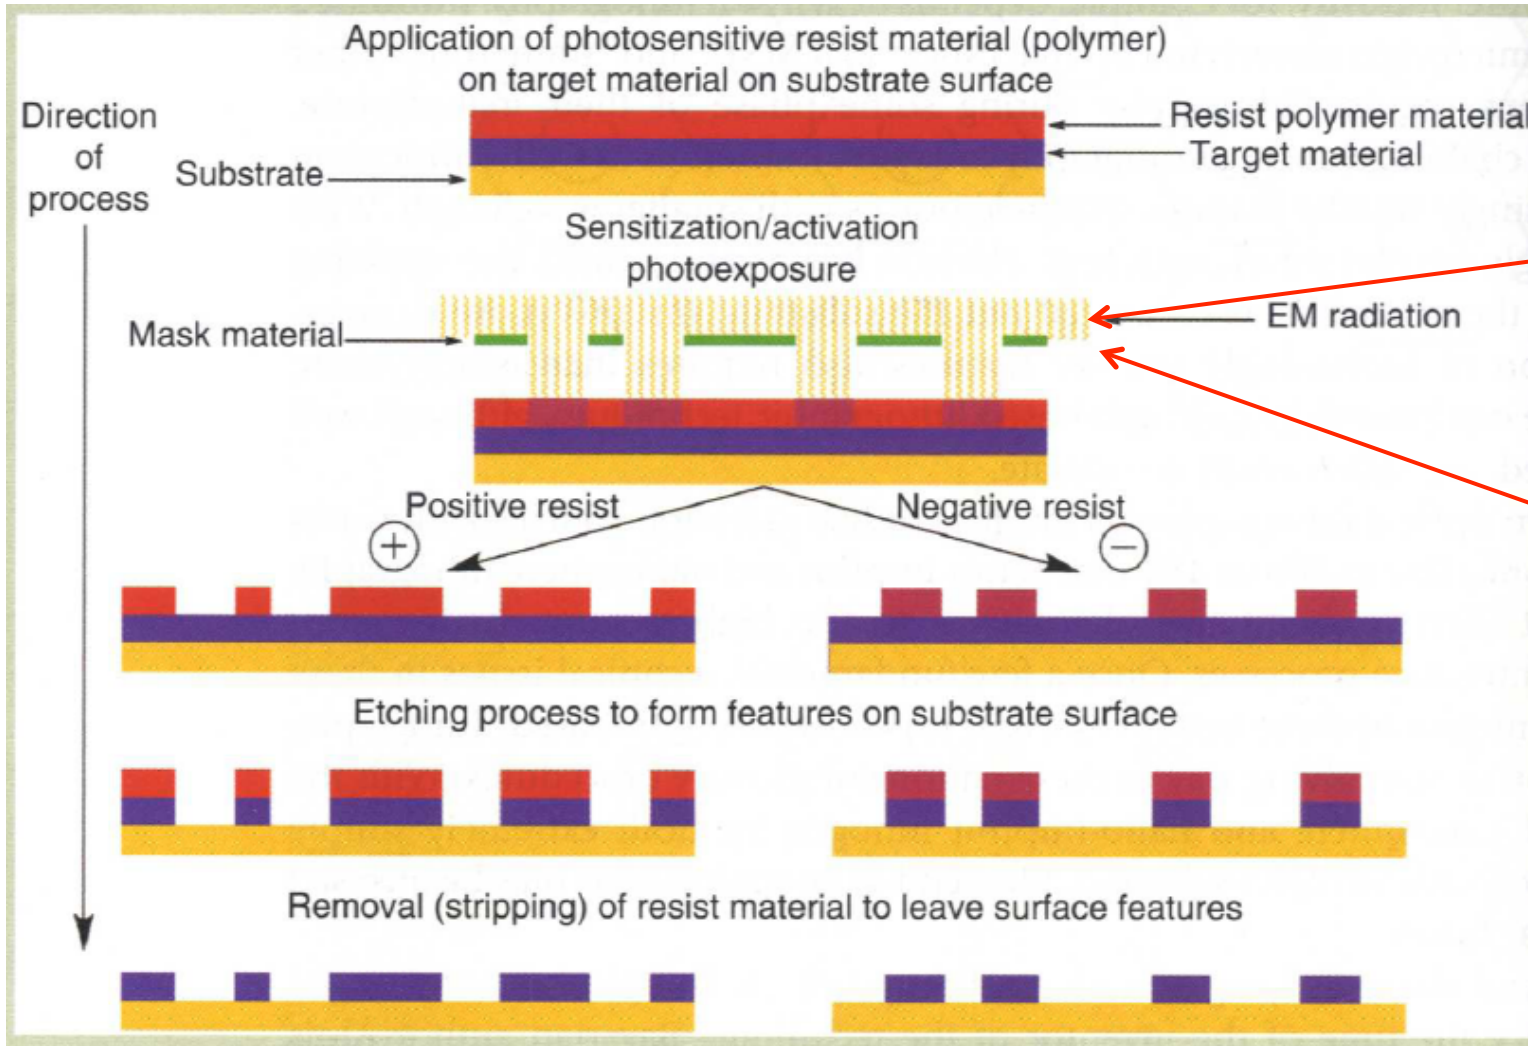 Application of photosensitive resist material (polymer)
on target material on substrate surface
Direction
of
process
Resist polymer material
Target material
Substrate
Sensitization/activation
photoexposure
Mask material
EM radiation
Positive resist
Negative resist
+
−
Etching process to form features on substrate surface
Removal (stripping) of resist material to leave surface features